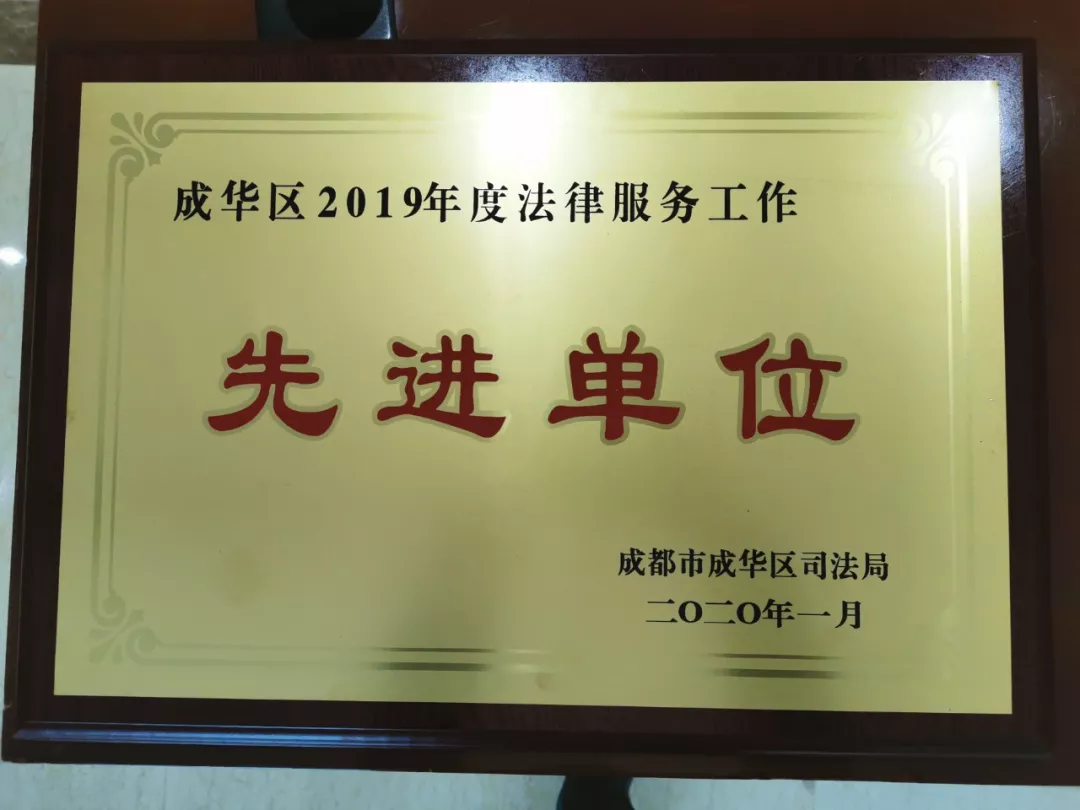 成华区2019年度法律服务工作
先进单位
成都市成华区司法局
二〇二〇年一月